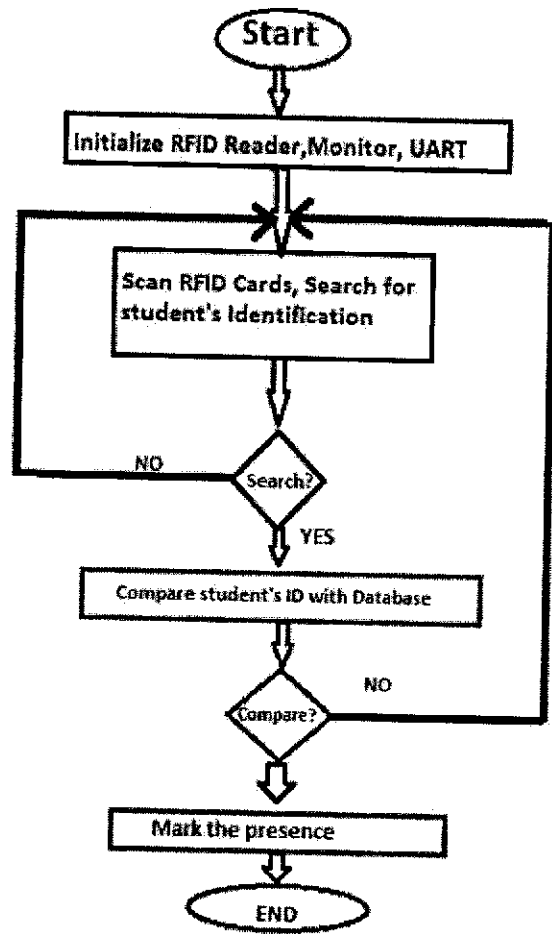 Start
Initialize RFID Reader,Monitor, UART
Scan RFID Cards, Search for
student's Identification
NO
Search?
YES
Compare student's ID with Database
NO
Compare?
Mark the presence
END